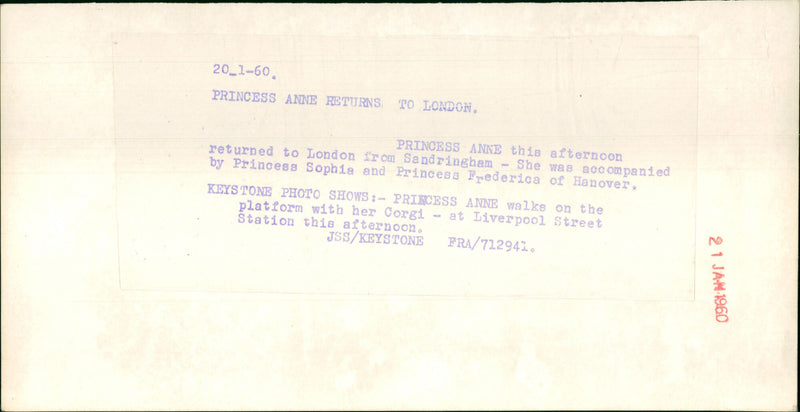 20_1-60.
PRINCESS ANNE RETURNS TO LONDON.
PRINCESS ANNE this afternoon
returned to London from Sandringham - She was accompanied
by Princess Sophia and Princess Frederica of Hanover.
KEYSTONE PHOTO SHOWS:- PRINCESS ANNE walks on the
platform with her Corgi - at Liverpool Street
Station this afternoon.
JSS/KEYSTONE FRA/712941.
21 JAN 1960